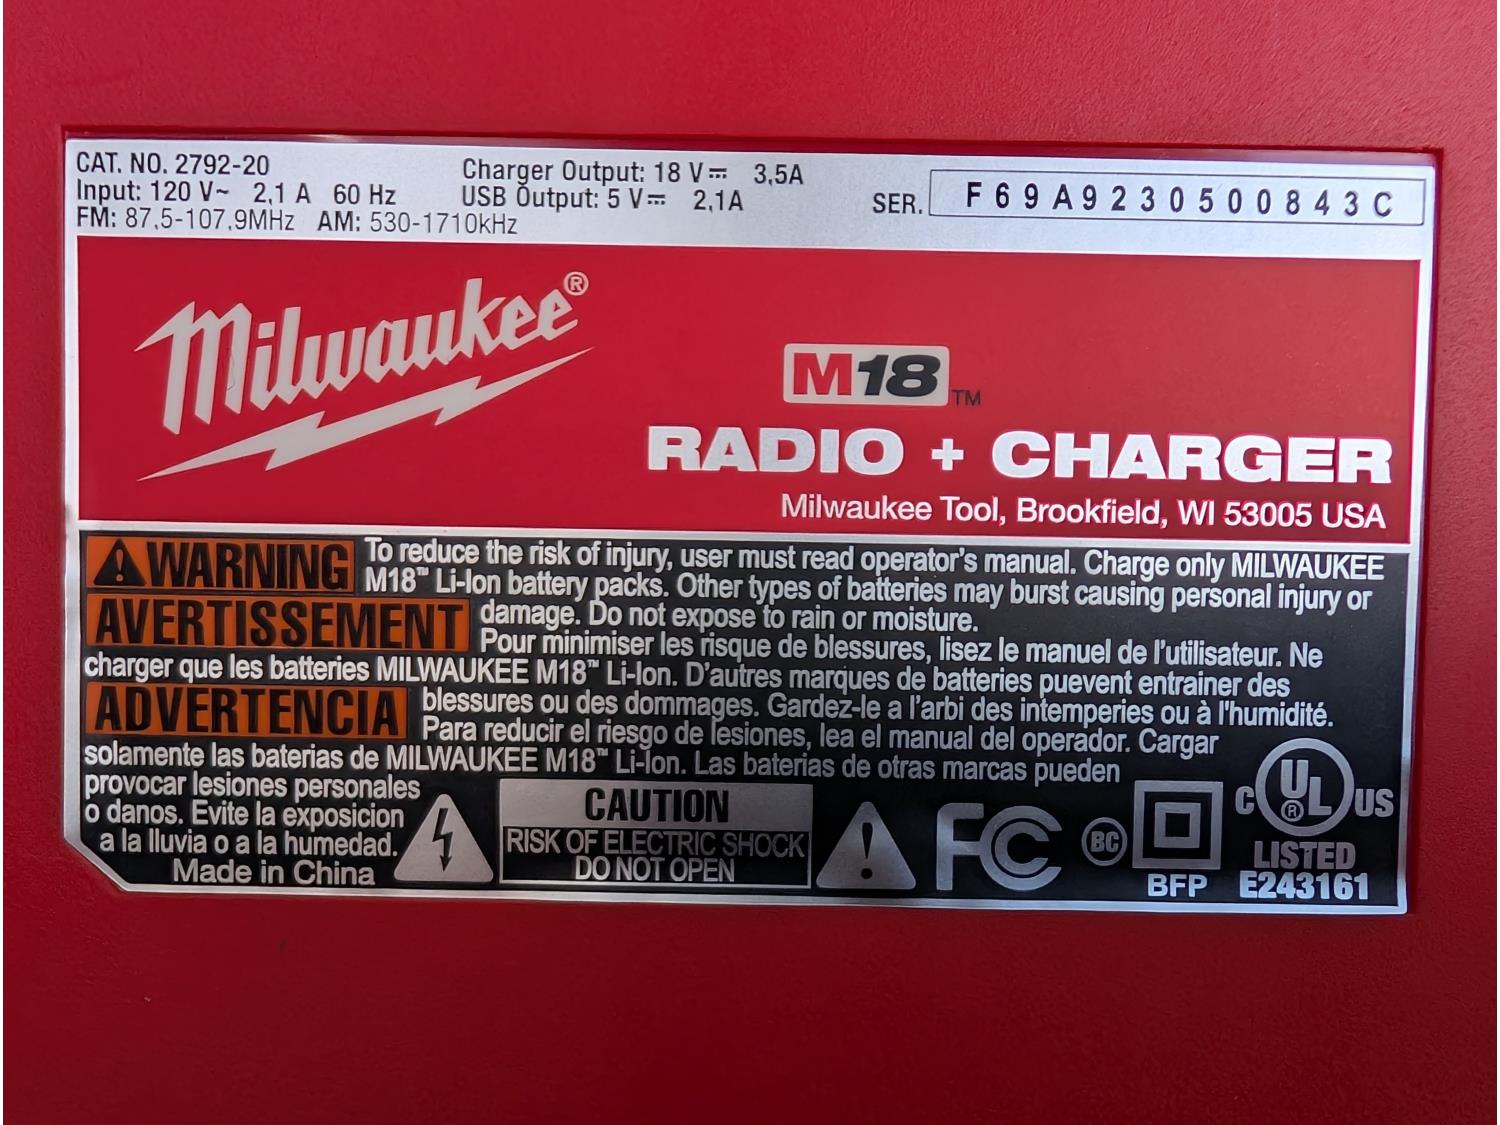 CAT. NO. 2792-20
Input: 120 V~ 2,1 A 60 Hz
FM: 87,5-107,9MHz AM: 530-1710kHz
Charger Output: 18 V⎓ 3,5A
USB Output: 5 V⎓ 2,1A
SER. F69A92305008 43C
Milwaukee®
M18™
RADIO + CHARGER
Milwaukee Tool, Brookfield, WI 53005 USA
WARNING To reduce the risk of injury, user must read operator's manual. Charge only MILWAUKEE
M18™ Li-Ion battery packs. Other types of batteries may burst causing personal injury or
AVERTISSEMENT damage. Do not expose to rain or moisture.
Pour minimiser les risque de blessures, lisez le manuel de l'utilisateur. Ne
charger que les batteries MILWAUKEE M18™ Li-Ion. D'autres marques de batteries puevent entrainer des
ADVERTENCIA blessures ou des dommages. Gardez-le a l'arbi des intemperies ou à l'humidité.
Para reducir el riesgo de lesiones, lea el manual del operador. Cargar
solamente las baterias de MILWAUKEE M18™ Li-Ion. Las baterias de otras marcas pueden
provocar lesiones personales
o danos. Evite la exposicion
a la lluvia o a la humedad.
Made in China
CAUTION
RISK OF ELECTRIC SHOCK
DO NOT OPEN
FC
BC
BFP
C UL® US
LISTED
E243161